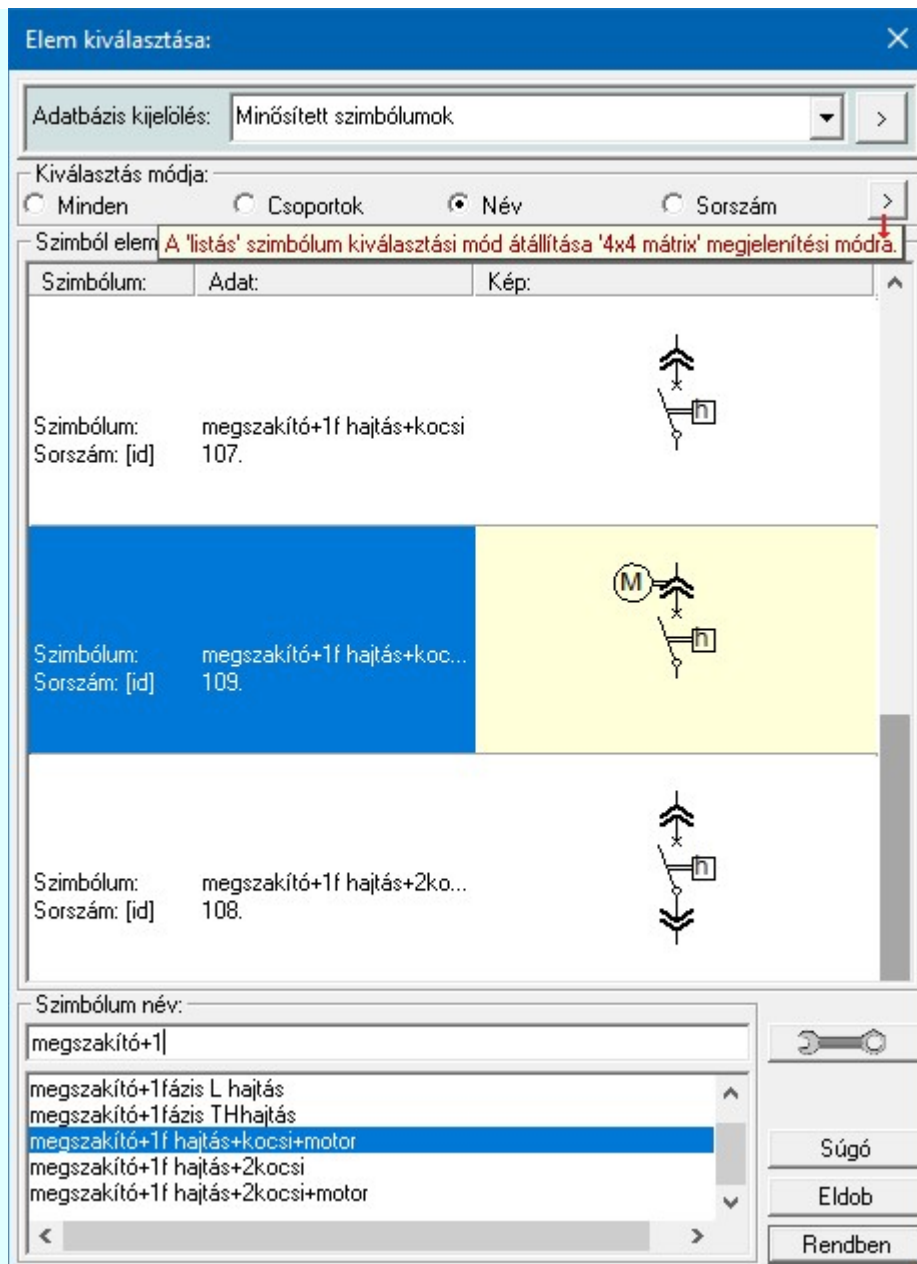 Elem kiválasztása:
Adatbázis kijelölés: Minősített szimbólumok >
Kiválasztás módja:
Minden Csoportok Név Sorszám >
Szimból elem A 'listás' szimbólum kiválasztási mód átállítása '4x4 mátrix' megjelenítési módra.
Szimbólum: Adat: Kép:
h
Szimbólum: megszakító+1f hajtás+kocsi
Sorszám: [id] 107.
M
h
Szimbólum: megszakító+1f hajtás+koc...
Sorszám: [id] 109.
h
Szimbólum: megszakító+1f hajtás+2ko...
Sorszám: [id] 108.
Szimbólum név:
megszakító+1
megszakító+1fázis L hajtás
megszakító+1fázis THhajtás
megszakító+1f hajtás+kocsi+motor
megszakító+1f hajtás+2kocsi
megszakító+1f hajtás+2kocsi+motor
Súgó
Eldob
Rendben